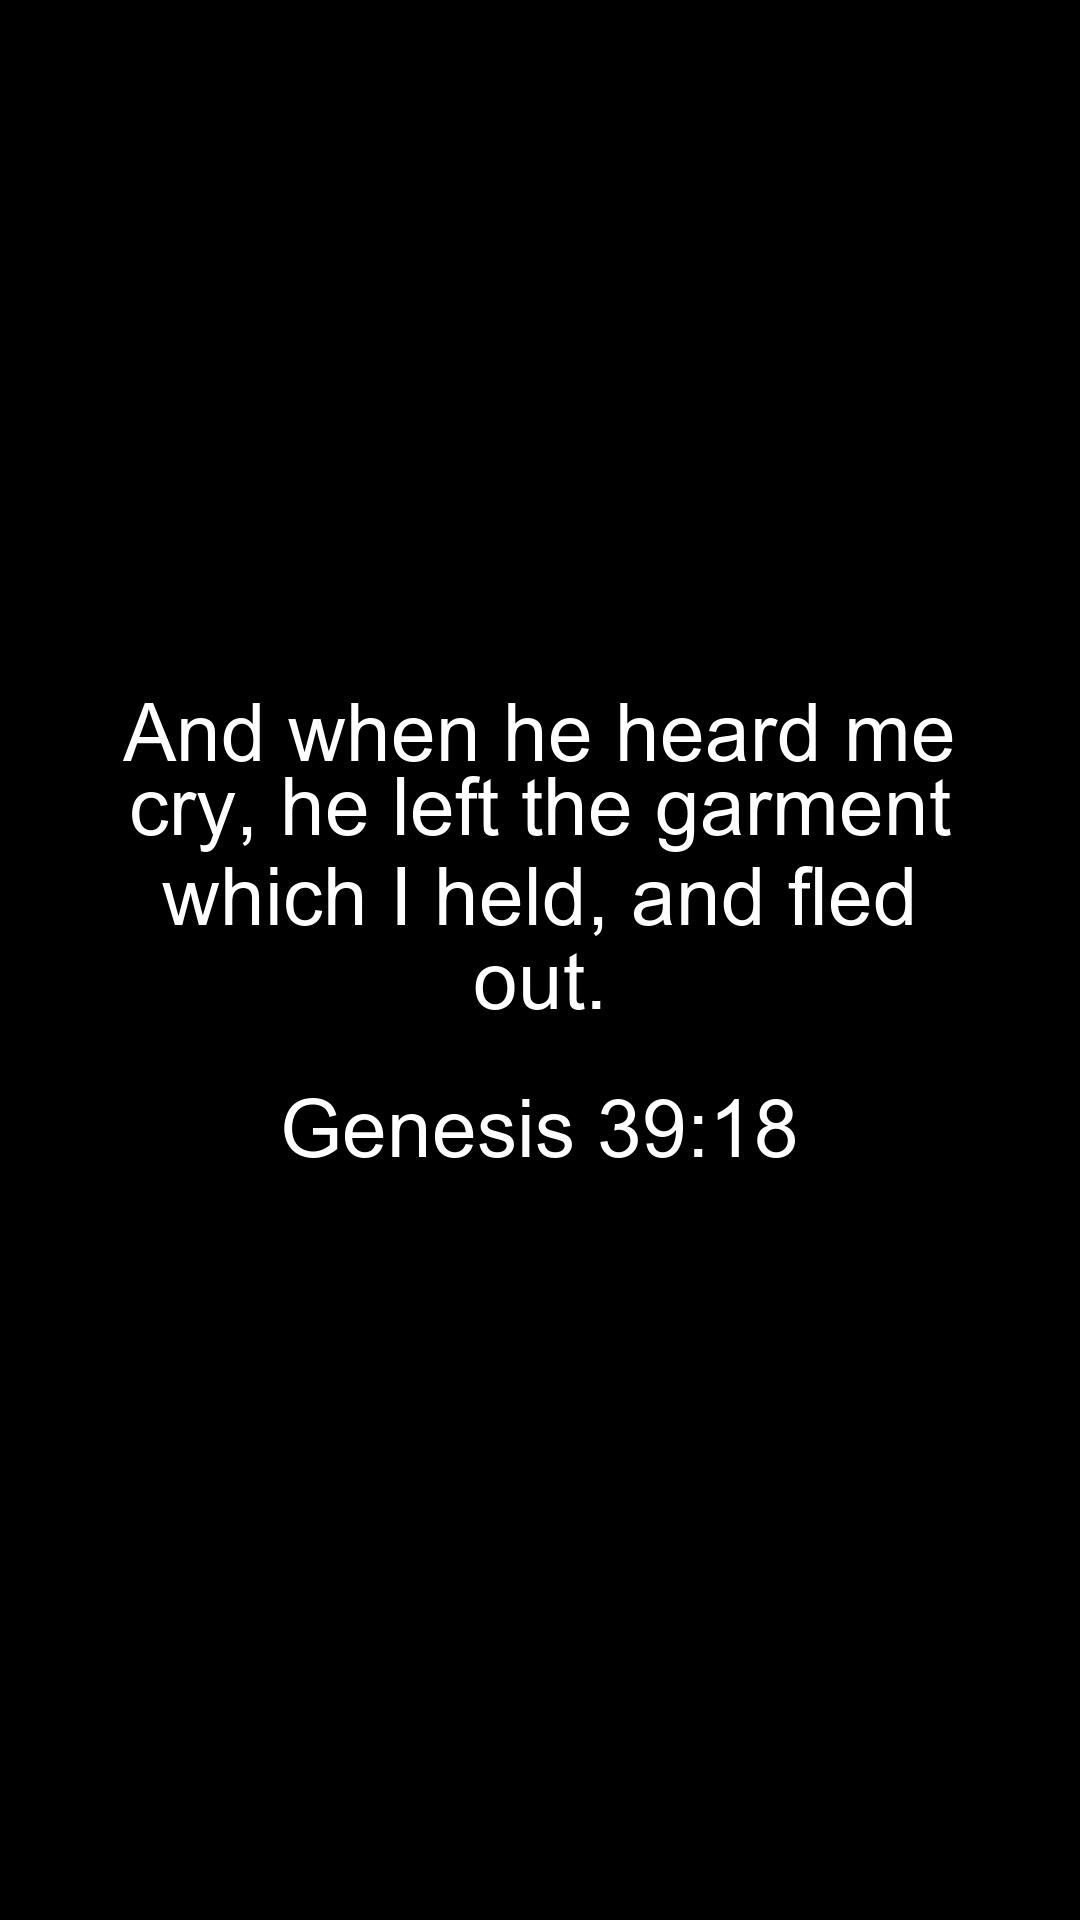 And when he heard me
cry, he left the garment
which I held, and fled
out.
Genesis 39:18